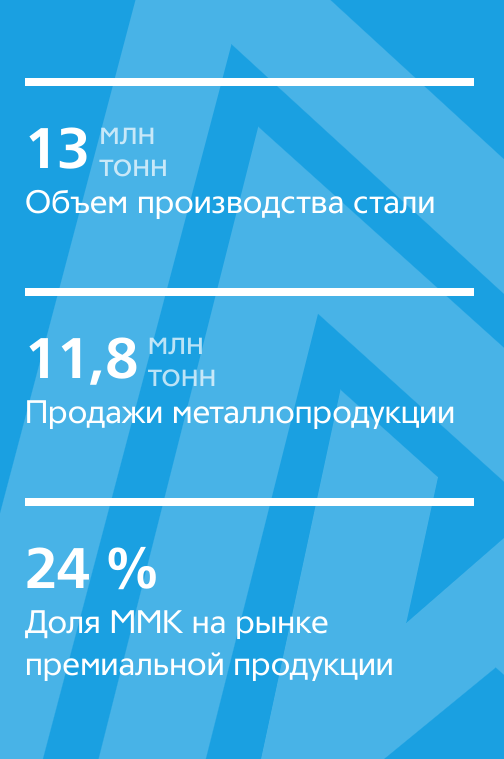 13 млн
тонн
Объем производства стали
11,8 млн
тонн
Продажи металлопродукции
24 %
Доля ММК на рынке
премиальной продукции